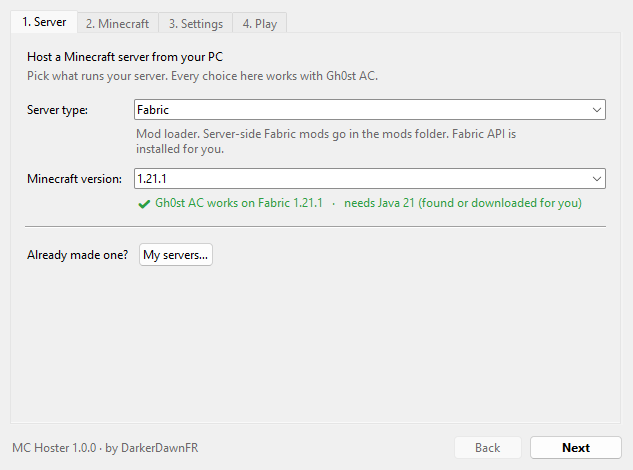 1. Server
2. Minecraft
3. Settings
4. Play
Host a Minecraft server from your PC
Pick what runs your server. Every choice here works with Gh0st AC.
Server type:
Fabric
Mod loader. Server-side Fabric mods go in the mods folder. Fabric API is
installed for you.
Minecraft version:
1.21.1
Gh0st AC works on Fabric 1.21.1 · needs Java 21 (found or downloaded for you)
Already made one?
My servers...
MC Hoster 1.0.0 · by DarkerDawnFR
Back
Next